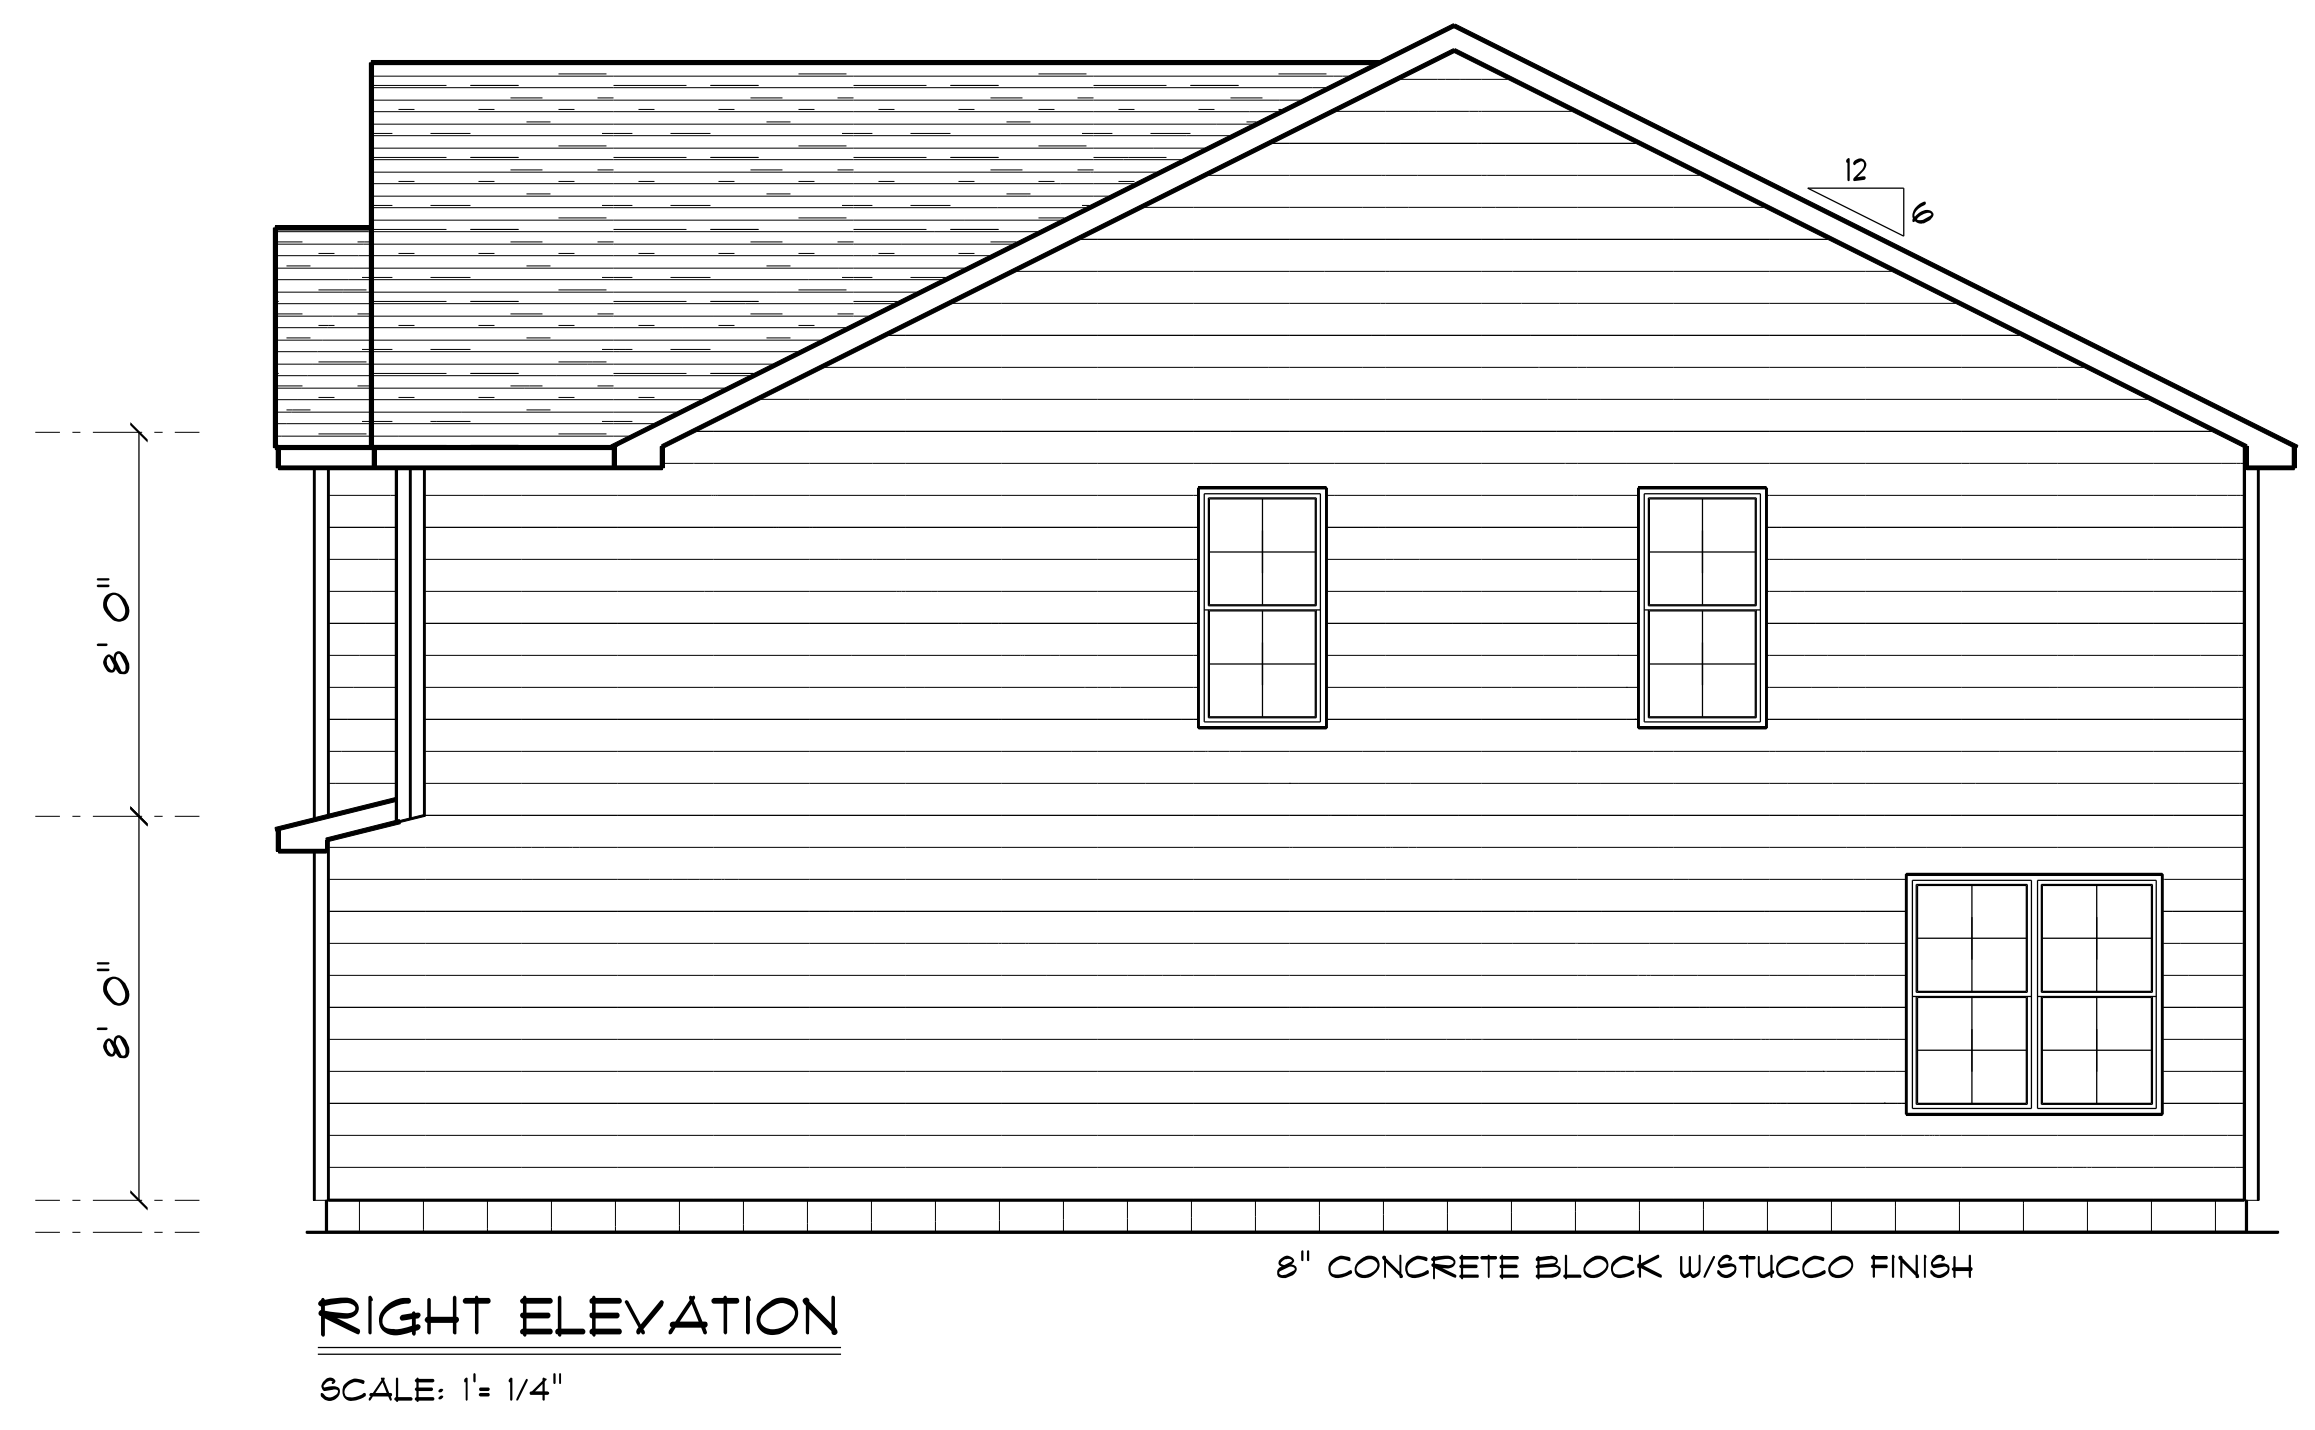 12
6
8' 0"
8' 0"
8" CONCRETE BLOCK W/STUCCO FINISH
RIGHT ELEVATION
SCALE: 1'= 1/4"